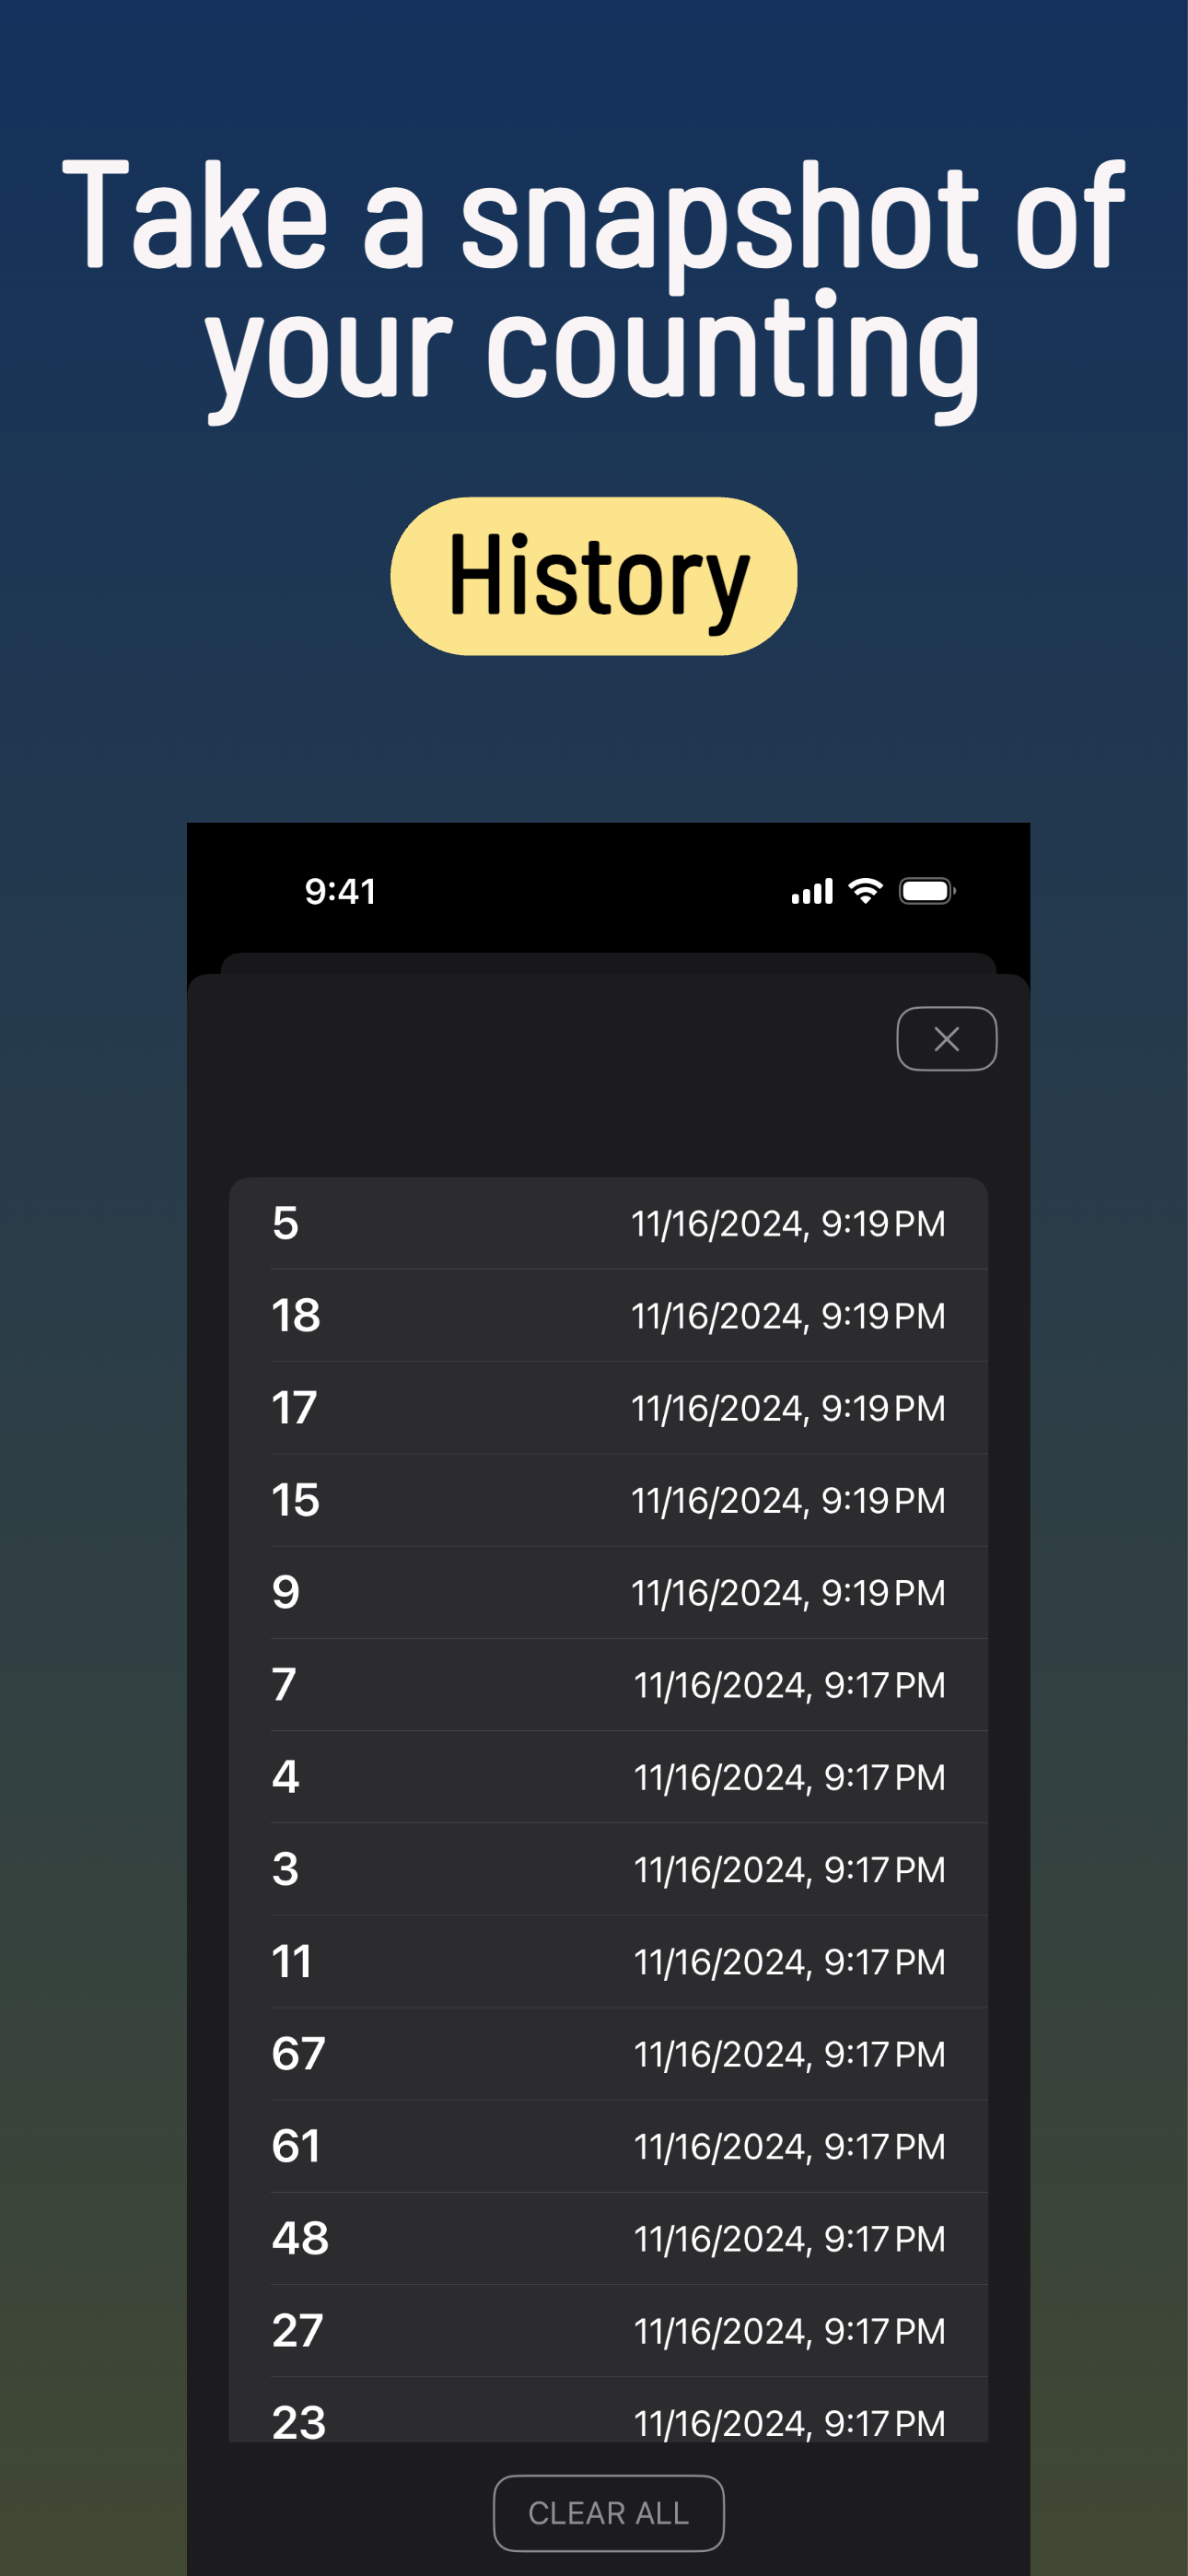 Take a snapshot of
your counting
History
9:41
5 11/16/2024, 9:19 PM
18 11/16/2024, 9:19 PM
17 11/16/2024, 9:19 PM
15 11/16/2024, 9:19 PM
9 11/16/2024, 9:19 PM
7 11/16/2024, 9:17 PM
4 11/16/2024, 9:17 PM
3 11/16/2024, 9:17 PM
11 11/16/2024, 9:17 PM
67 11/16/2024, 9:17 PM
61 11/16/2024, 9:17 PM
48 11/16/2024, 9:17 PM
27 11/16/2024, 9:17 PM
23 11/16/2024, 9:17 PM
CLEAR ALL